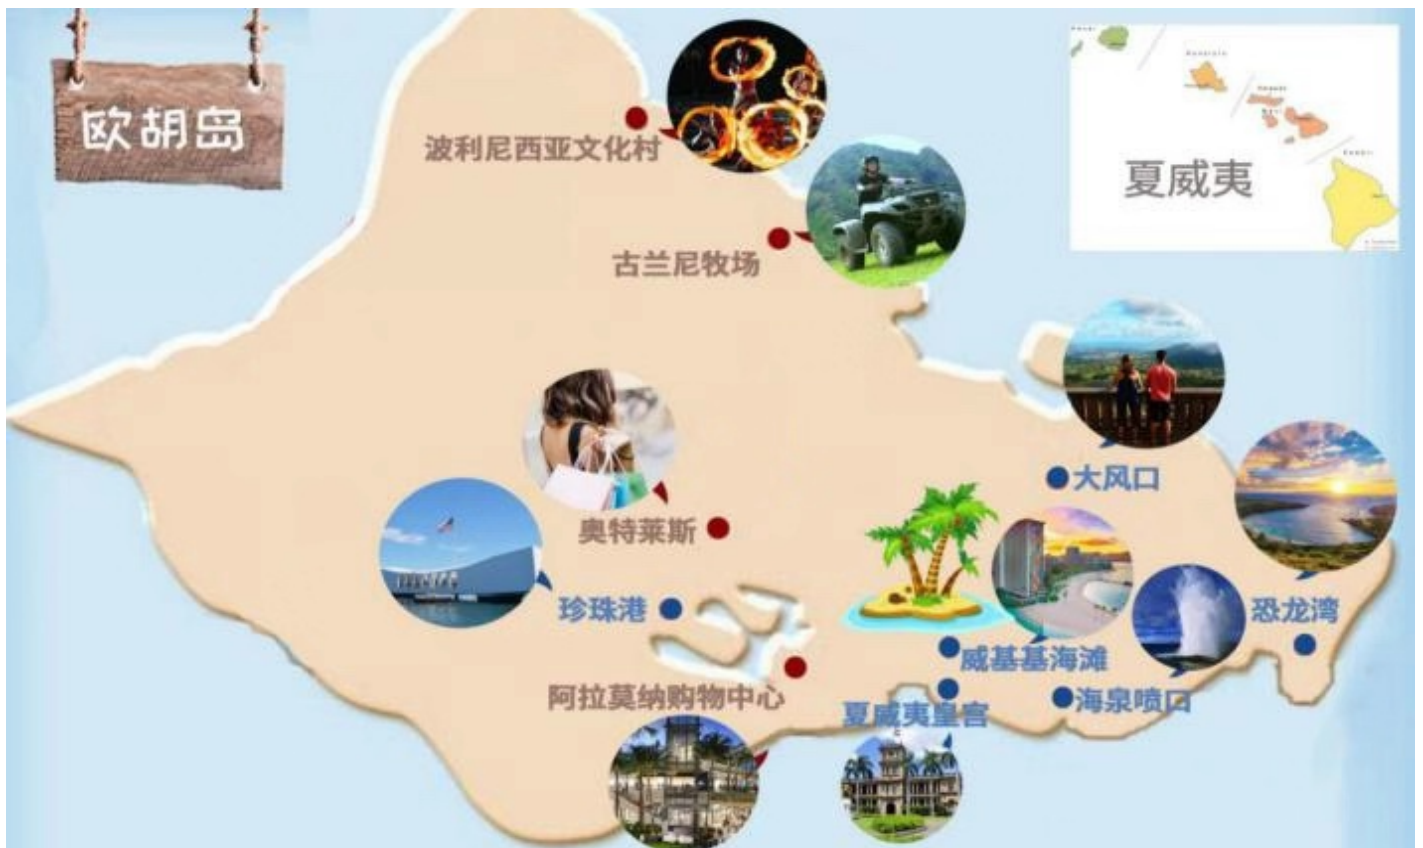 欧胡岛
夏威夷
波利尼西亚文化村
古兰尼牧场
大风口
奥特莱斯
珍珠港
恐龙湾
威基基海滩
阿拉莫纳购物中心
夏威夷皇宫
海泉喷口